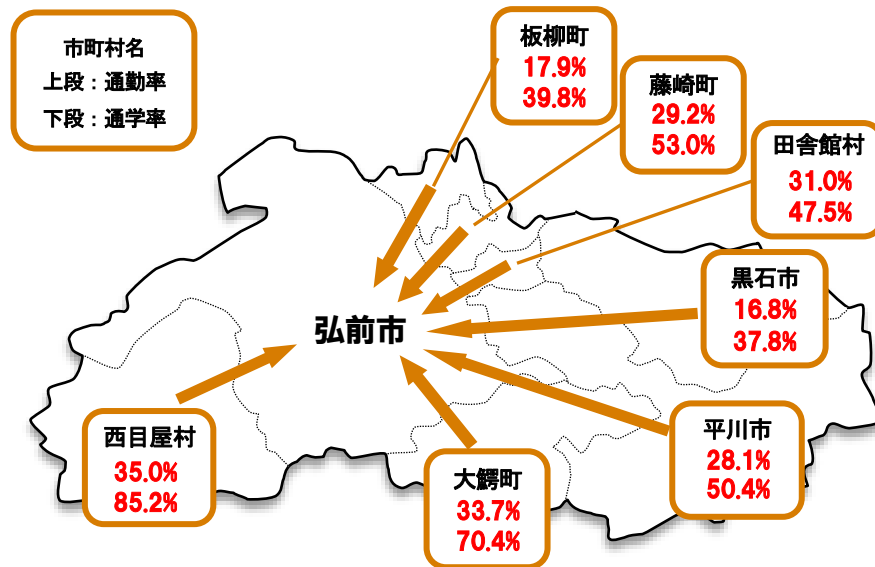 市町村名
上段：通勤率
下段：通学率
板柳町
17.9%
39.8%
藤崎町
29.2%
53.0%
田舎館村
31.0%
47.5%
黒石市
16.8%
37.8%
弘前市
平川市
28.1%
50.4%
西目屋村
35.0%
85.2%
大鰐町
33.7%
70.4%